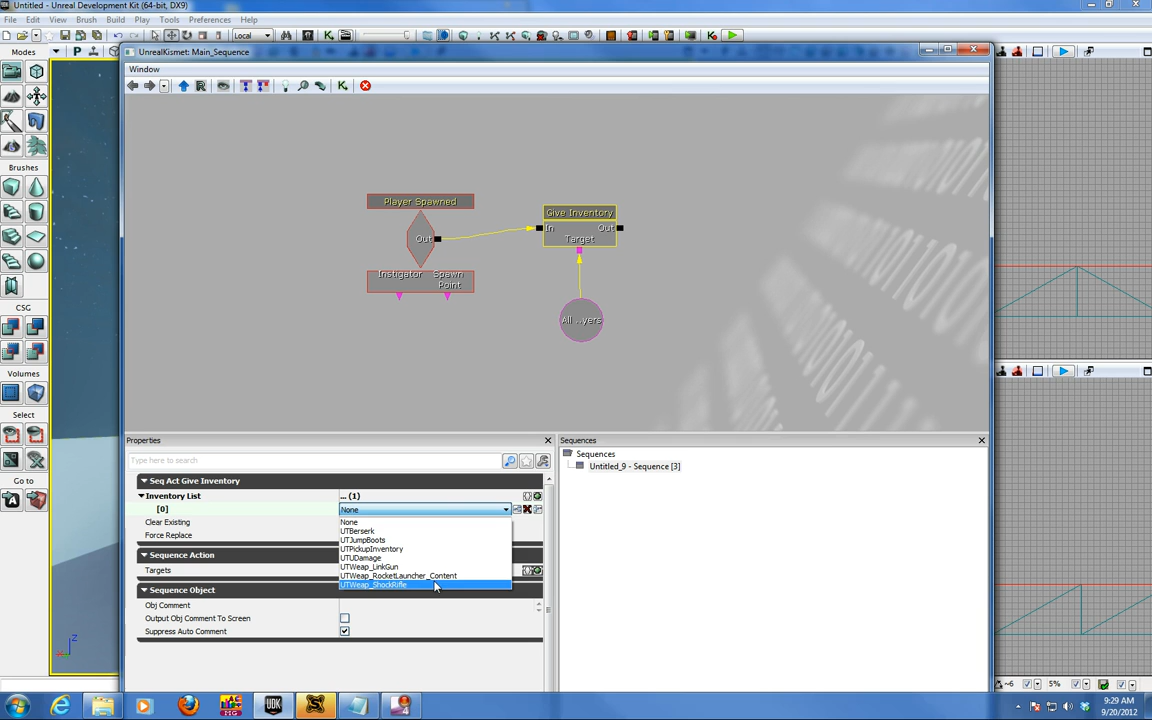 Untitled - Unreal Development Kit (64-bit, DX9)
File Edit View Brush Build Play Tools Preferences Help
Local
Modes
UnrealKismet: Main_Sequence
Window
Brushes
CSG
Volumes
Select
Go to
Player Spawned
Out
Instigator Spawn
Point
Give Inventory
In Out
Target
All ..yers
Properties
Type here to search
Seq Act Give Inventory
Inventory List ... (1)
[0] None
Clear Existing
Force Replace
Sequence Action
Targets
Sequence Object
Obj Comment
Output Obj Comment To Screen
Suppress Auto Comment
None
UTBerserk
UTJumpBoots
UTPickupInventory
UTUDamage
UTWeap_LinkGun
UTWeap_RocketLauncher_Content
UTWeap_ShockRifle
Sequences
Sequences
Untitled_9 - Sequence [3]
Z
X
~6 5%
UDK
9:29 AM
9/20/2012